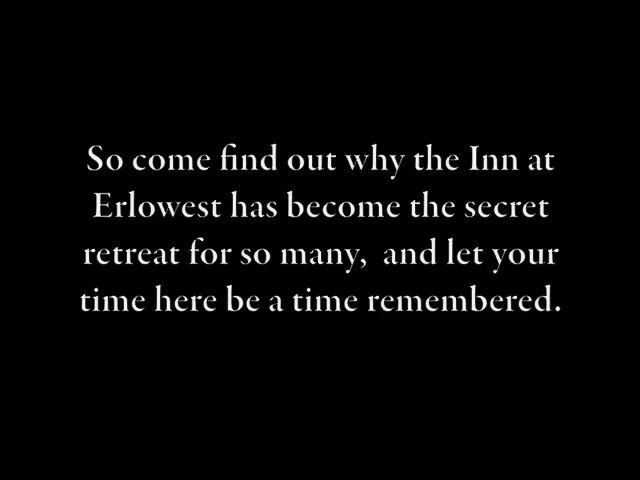 So come find out why the Inn at
Erlowest has become the secret
retreat for so many,  and let your
time here be a time remembered.